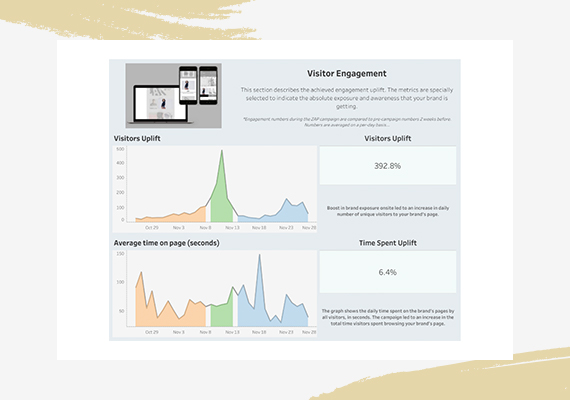 Visitor Engagement
This section describes the achieved engagement uplift. The metrics are specially
selected to indicate the absolute exposure and awareness that your brand is
getting.
*Engagement numbers during the ZAP campaign are compared to pre-campaign numbers 2 weeks before.
Numbers are averaged on a per-day basis.
Visitors Uplift
500
400
300
200
100
0
Oct 29
Nov 3
Nov 8
Nov 13
Nov 18
Nov 23
Nov 28
Visitors Uplift
392.8%
Boost in brand exposure onsite led to an increase in daily
number of unique visitors to your brand's page.
Average time on page (seconds)
150
100
50
Oct 29
Nov 3
Nov 8
Nov 13
Nov 18
Nov 23
Nov 28
Time Spent Uplift
6.4%
The graph shows the daily time spent on the brand's pages by
all visitors, in seconds. The campaign led to an increase in the
total time visitors spent browsing your brand's page.